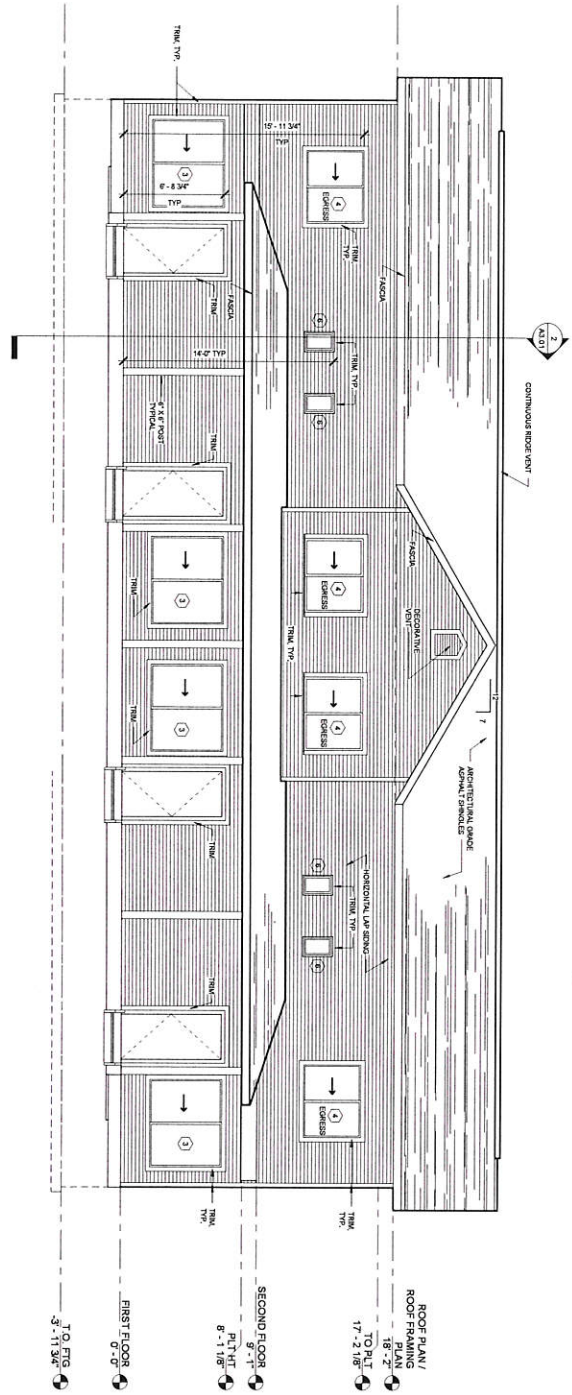 CONTINUOUS RIDGE VENT
2
A3.01
12
7
ARCHITECTURAL GRADE
ASPHALT SHINGLES
FASCIA
FASCIA
DECORATIVE
VENT
ROOF PLAN /
ROOF FRAMING
PLAN
18' - 2"
TO PLT
17' - 2 1/8"
HORIZONTAL LAP SIDING
4
EGRESS
TRIM,
TYP.
6
TRIM, TYP.
6
4
EGRESS
TRIM, TYP.
4
EGRESS
6
TRIM, TYP.
6
4
EGRESS
TRIM,
TYP.
15' - 11 3/4"
TYP
SECOND FLOOR
9' - 1"
PLT HT
8' - 1 1/8"
FASCIA
14'-0" TYP
6' - 8 3/4"
TYP
TRIM, TYP.
3
TRIM
6" X 6" POST
TYPICAL
TRIM
3
TRIM
3
TRIM
TRIM
TRIM
3
TRIM,
TYP.
FIRST FLOOR
0' - 0"
T.O. FTG
-3' - 11 3/4"